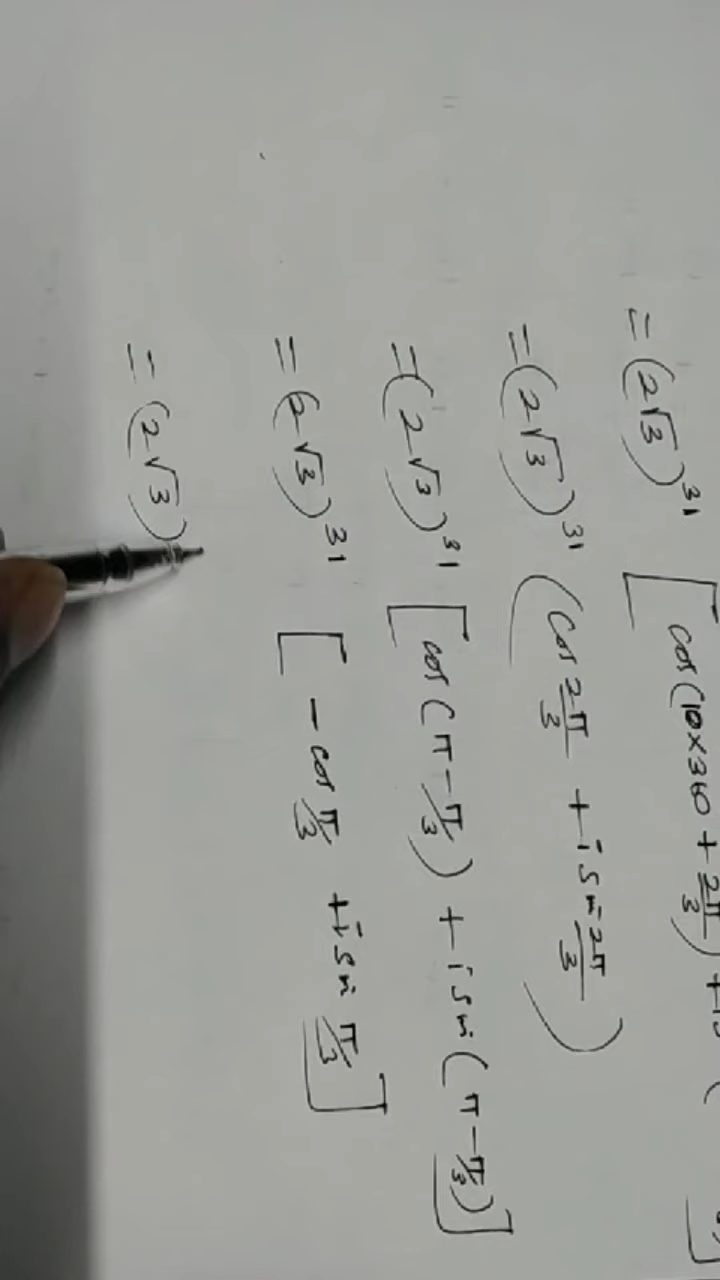 = (2√3)³¹ [cos(10×360 + 2π/3) + is
= (2√3)³¹ (cos 2π/3 + i sin 2π/3)
= (2√3)³¹ [cos(π - π/3) + i sin(π - π/3)]
= (2√3)³¹ [- cos π/3 + i sin π/3]
= (2√3)